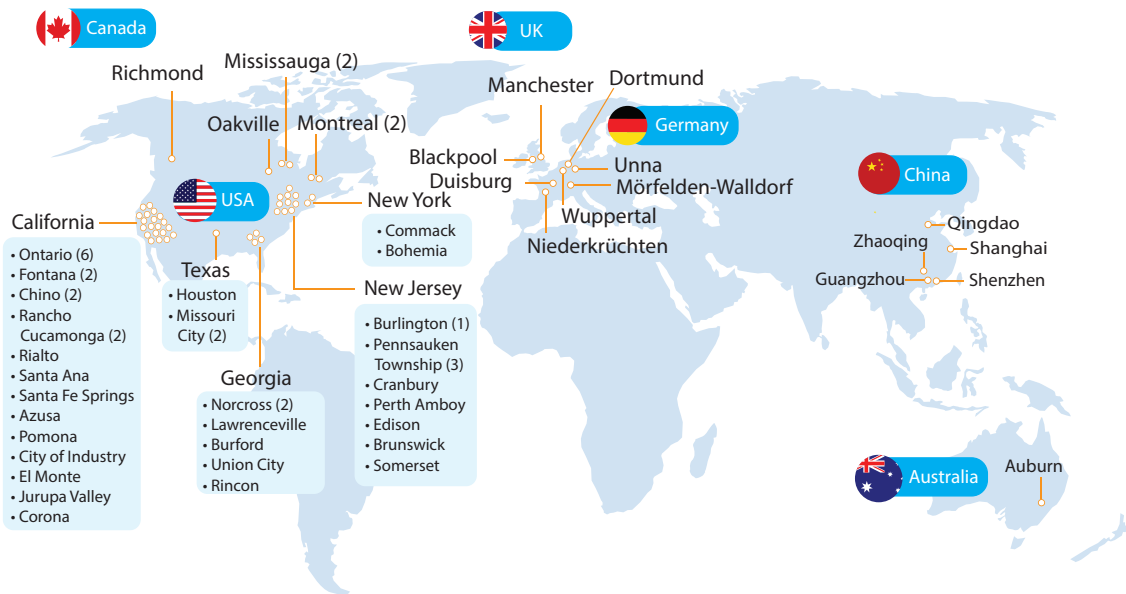 Canada
UK
Richmond
Mississauga (2)
Oakville
Montreal (2)
Manchester
Dortmund
Germany
Blackpool
Duisburg
Unna
Mörfelden-Walldorf
Wuppertal
Niederkrüchten
China
Qingdao
Zhaoqing
Shanghai
Guangzhou
Shenzhen
USA
California
• Ontario (6)
• Fontana (2)
• Chino (2)
• Rancho
Cucamonga (2)
• Rialto
• Santa Ana
• Santa Fe Springs
• Azusa
• Pomona
• City of Industry
• El Monte
• Jurupa Valley
• Corona
Texas
• Houston
• Missouri
City (2)
Georgia
• Norcross (2)
• Lawrenceville
• Burford
• Union City
• Rincon
New York
• Commack
• Bohemia
New Jersey
• Burlington (1)
• Pennsauken
Township (3)
• Cranbury
• Perth Amboy
• Edison
• Brunswick
• Somerset
Australia
Auburn